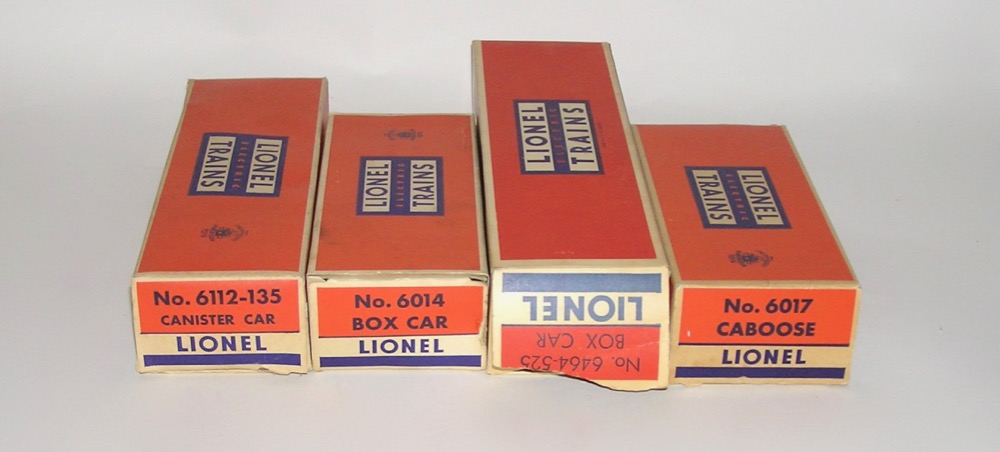 LIONEL
ELECTRIC
TRAINS
No. 6112-135
CANISTER CAR
LIONEL
LIONEL
ELECTRIC
TRAINS
No. 6014
BOX CAR
LIONEL
LIONEL
ELECTRIC
TRAINS
LIONEL
No. 6464-525
BOX CAR
LIONEL
ELECTRIC
TRAINS
No. 6017
CABOOSE
LIONEL